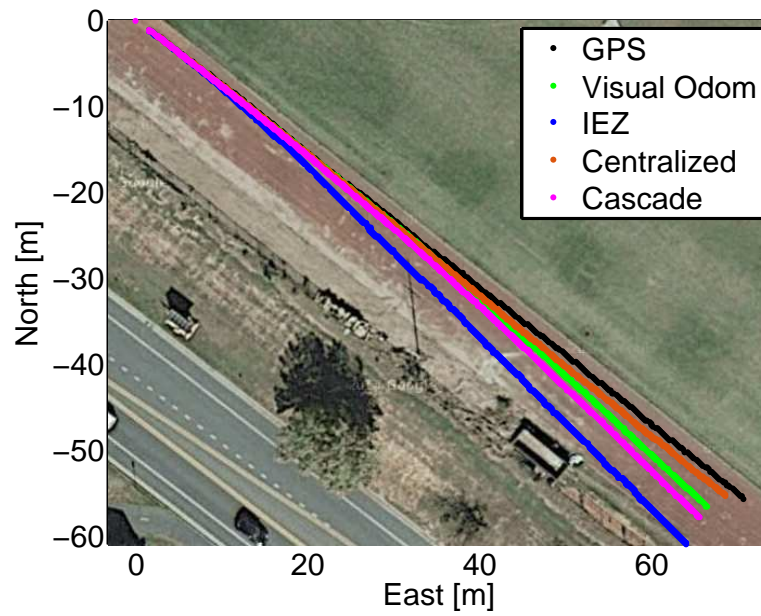 0
−10
−20
−30
−40
−50
−60
North [m]
GPS
Visual Odom
IEZ
Centralized
Cascade
0
20
40
60
East [m]